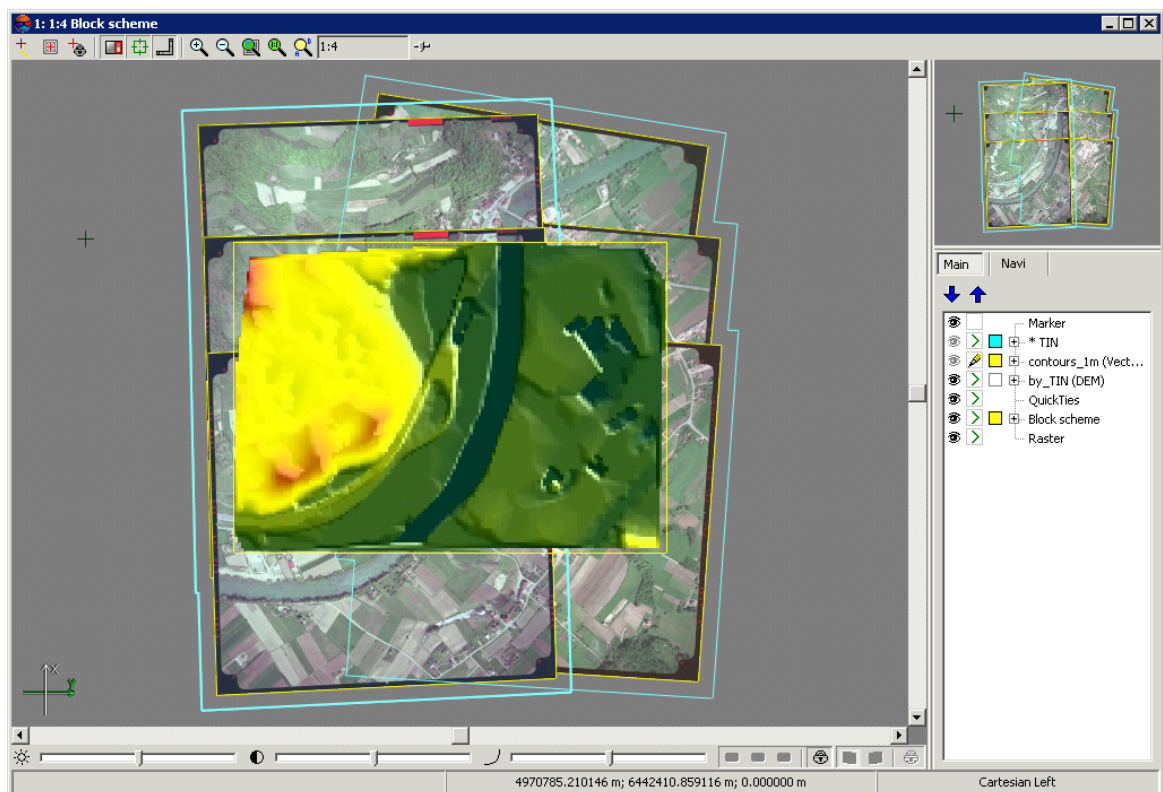 1: 1:4 Block scheme
1:4
Main Navi
Marker
* TIN
contours_1m (Vect...
by_TIN (DEM)
QuickTies
Block scheme
Raster
X
Y
4970785.210146 m; 6442410.859116 m; 0.000000 m
Cartesian Left